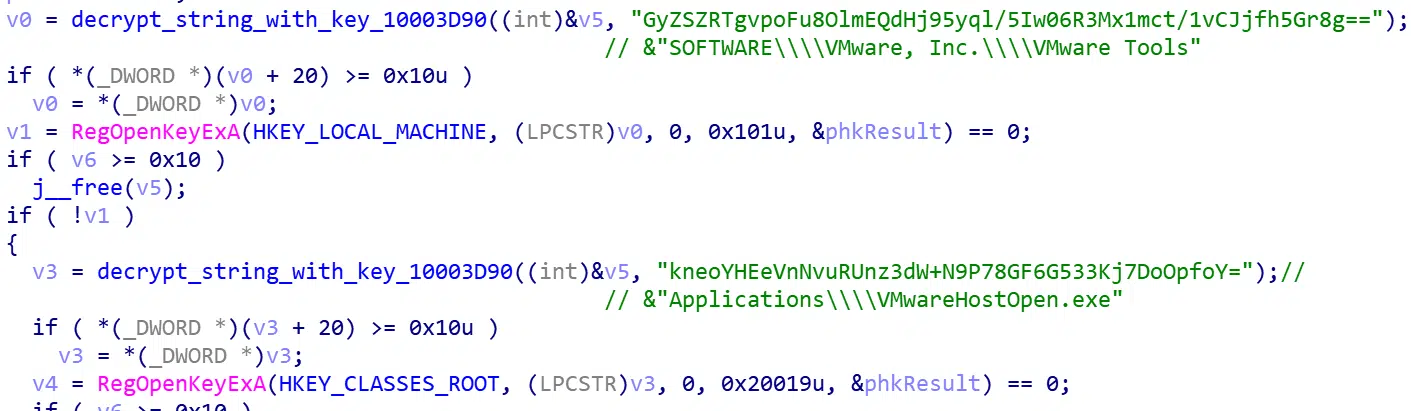 v0 = decrypt_string_with_key_10003D90((int)&v5, "GyZSZRTgvpoFu8OlmEQdHj95yql/5Iw06R3Mx1mct/1vCJjfh5Gr8g==");
// &"SOFTWARE\\\\VMware, Inc.\\\\VMware Tools"
if ( *(_DWORD *)(v0 + 20) >= 0x10u )
v0 = *(_DWORD *)v0;
v1 = RegOpenKeyExA(HKEY_LOCAL_MACHINE, (LPCSTR)v0, 0, 0x101u, &phkResult) == 0;
if ( v6 >= 0x10 )
j__free(v5);
if ( !v1 )
{
v3 = decrypt_string_with_key_10003D90((int)&v5, "kneoYHEeVnNvuRUnz3dW+N9P78GF6G533Kj7DoOpfoY=");//
// &"Applications\\\\VMwareHostOpen.exe"
if ( *(_DWORD *)(v3 + 20) >= 0x10u )
v3 = *(_DWORD *)v3;
v4 = RegOpenKeyExA(HKEY_CLASSES_ROOT, (LPCSTR)v3, 0, 0x20019u, &phkResult) == 0;
if ( v6 >= 0x10 )